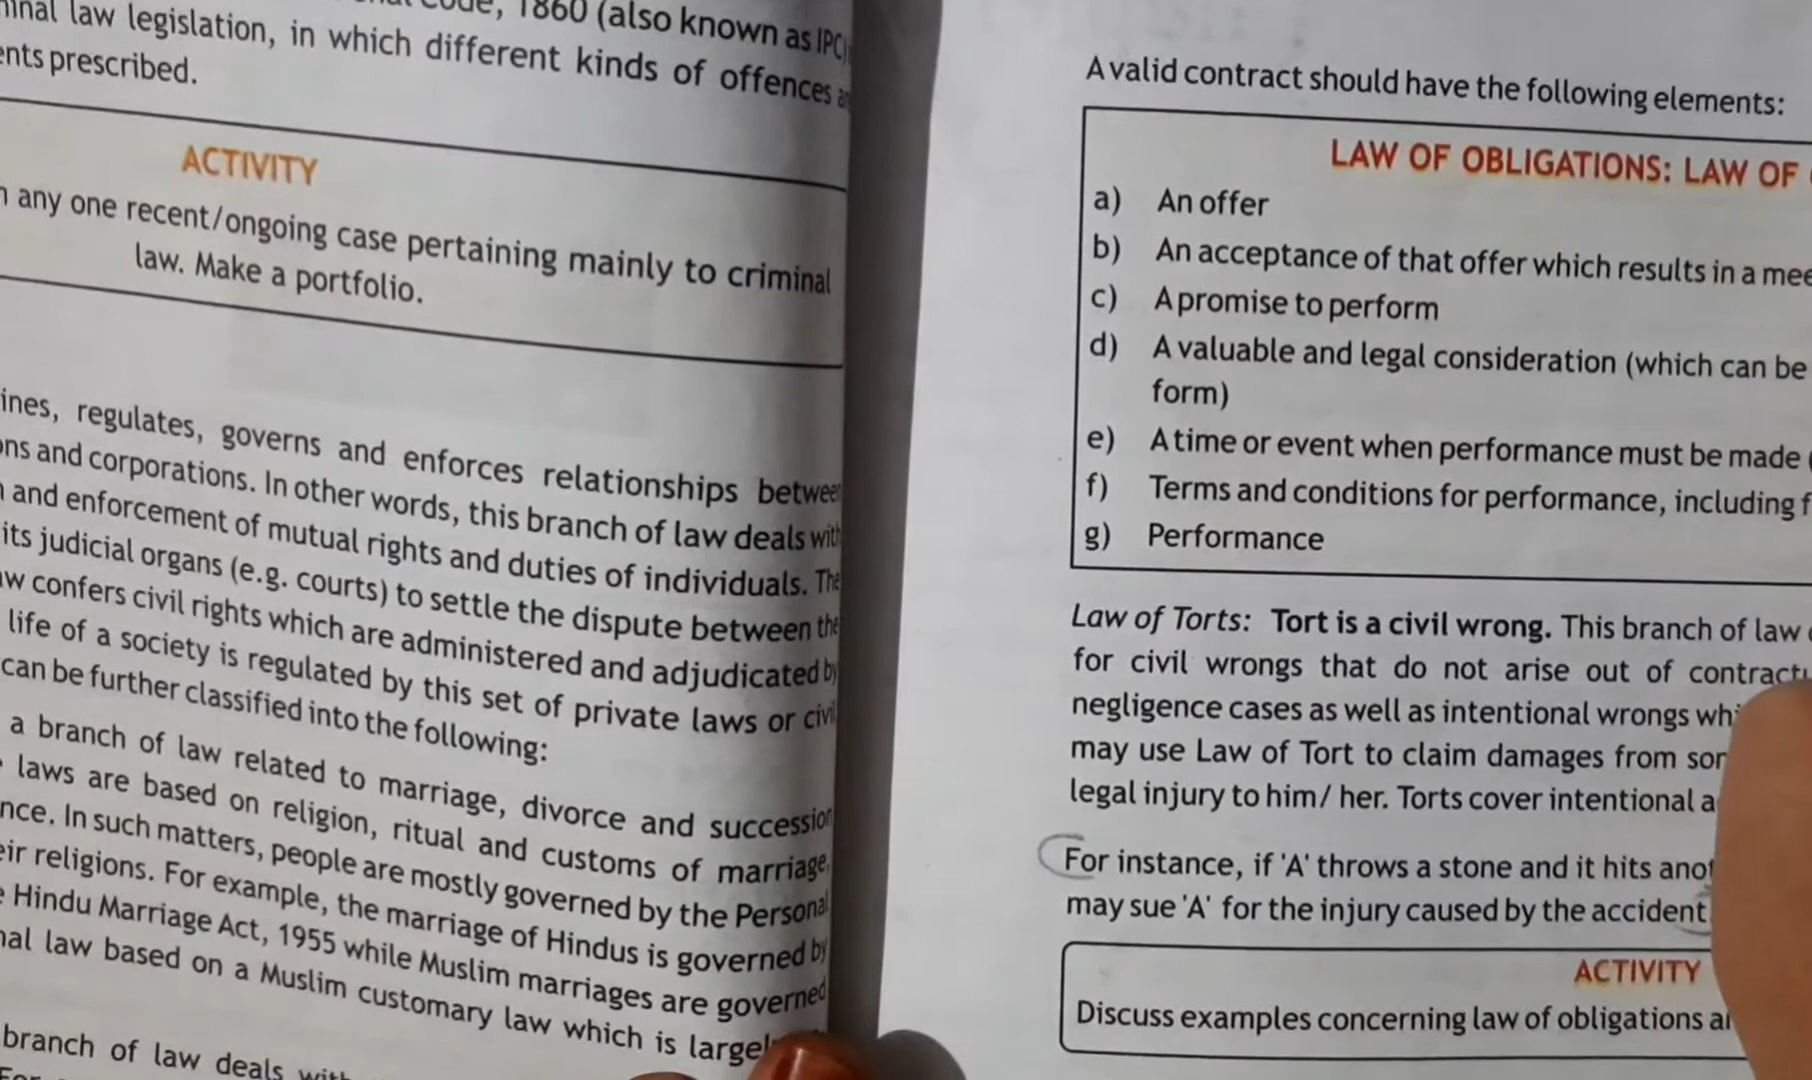 Code, 1860 (also known as IPC)
law legislation, in which different kinds of offences
prescribed.
ACTIVITY
any one recent/ongoing case pertaining mainly to criminal
law. Make a portfolio.
regulates, governs and enforces relationships between
and corporations. In other words, this branch of law deals with
and enforcement of mutual rights and duties of individuals. The
its judicial organs (e.g. courts) to settle the dispute between the
confers civil rights which are administered and adjudicated by
life of a society is regulated by this set of private laws or civil
can be further classified into the following:
a branch of law related to marriage, divorce and succession
laws are based on religion, ritual and customs of marriage,
In such matters, people are mostly governed by the Personal
religions. For example, the marriage of Hindus is governed by
Hindu Marriage Act, 1955 while Muslim marriages are governed
law based on a Muslim customary law which is
branch of law deals with
A valid contract should have the following elements:
LAW OF OBLIGATIONS: LAW OF
a) An offer
b) An acceptance of that offer which results in a
c) A promise to perform
d) A valuable and legal consideration (which can be
form)
e) A time or event when performance must be made
f) Terms and conditions for performance, including
g) Performance
Law of Torts: Tort is a civil wrong. This branch of law
for civil wrongs that do not arise out of
negligence cases as well as intentional wrongs
may use Law of Tort to claim damages from
legal injury to him/ her. Torts cover intentional
For instance, if 'A' throws a stone and it hits
may sue 'A' for the injury caused by the accident
ACTIVITY
Discuss examples concerning law of obligations